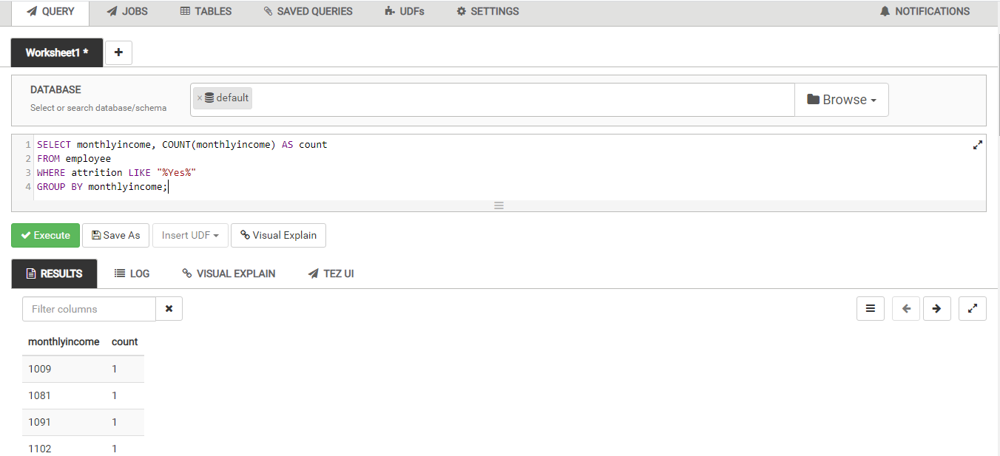 QUERY JOBS TABLES SAVED QUERIES UDFs SETTINGS NOTIFICATIONS
Worksheet1 * +
DATABASE
Select or search database/schema
× default
Browse
1 SELECT monthlyincome, COUNT(monthlyincome) AS count
2 FROM employee
3 WHERE attrition LIKE "%Yes%"
4 GROUP BY monthlyincome;
Execute Save As Insert UDF Visual Explain
RESULTS LOG VISUAL EXPLAIN TEZ UI
Filter columns
monthlyincome count
1009 1
1081 1
1091 1
1102 1